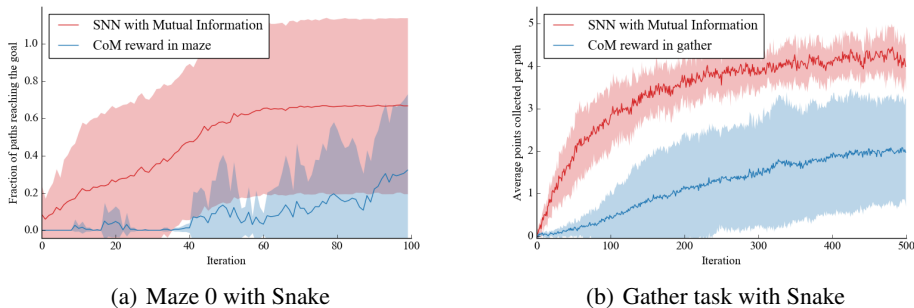 SNN with Mutual Information
CoM reward in maze
Fraction of paths reaching the goal
1.0
0.8
0.6
0.4
0.2
0.0
0
20
40
60
80
100
Iteration
(a) Maze 0 with Snake
SNN with Mutual Information
CoM reward in gather
Average points collected per path
5
4
3
2
1
0
0
100
200
300
400
500
Iteration
(b) Gather task with Snake